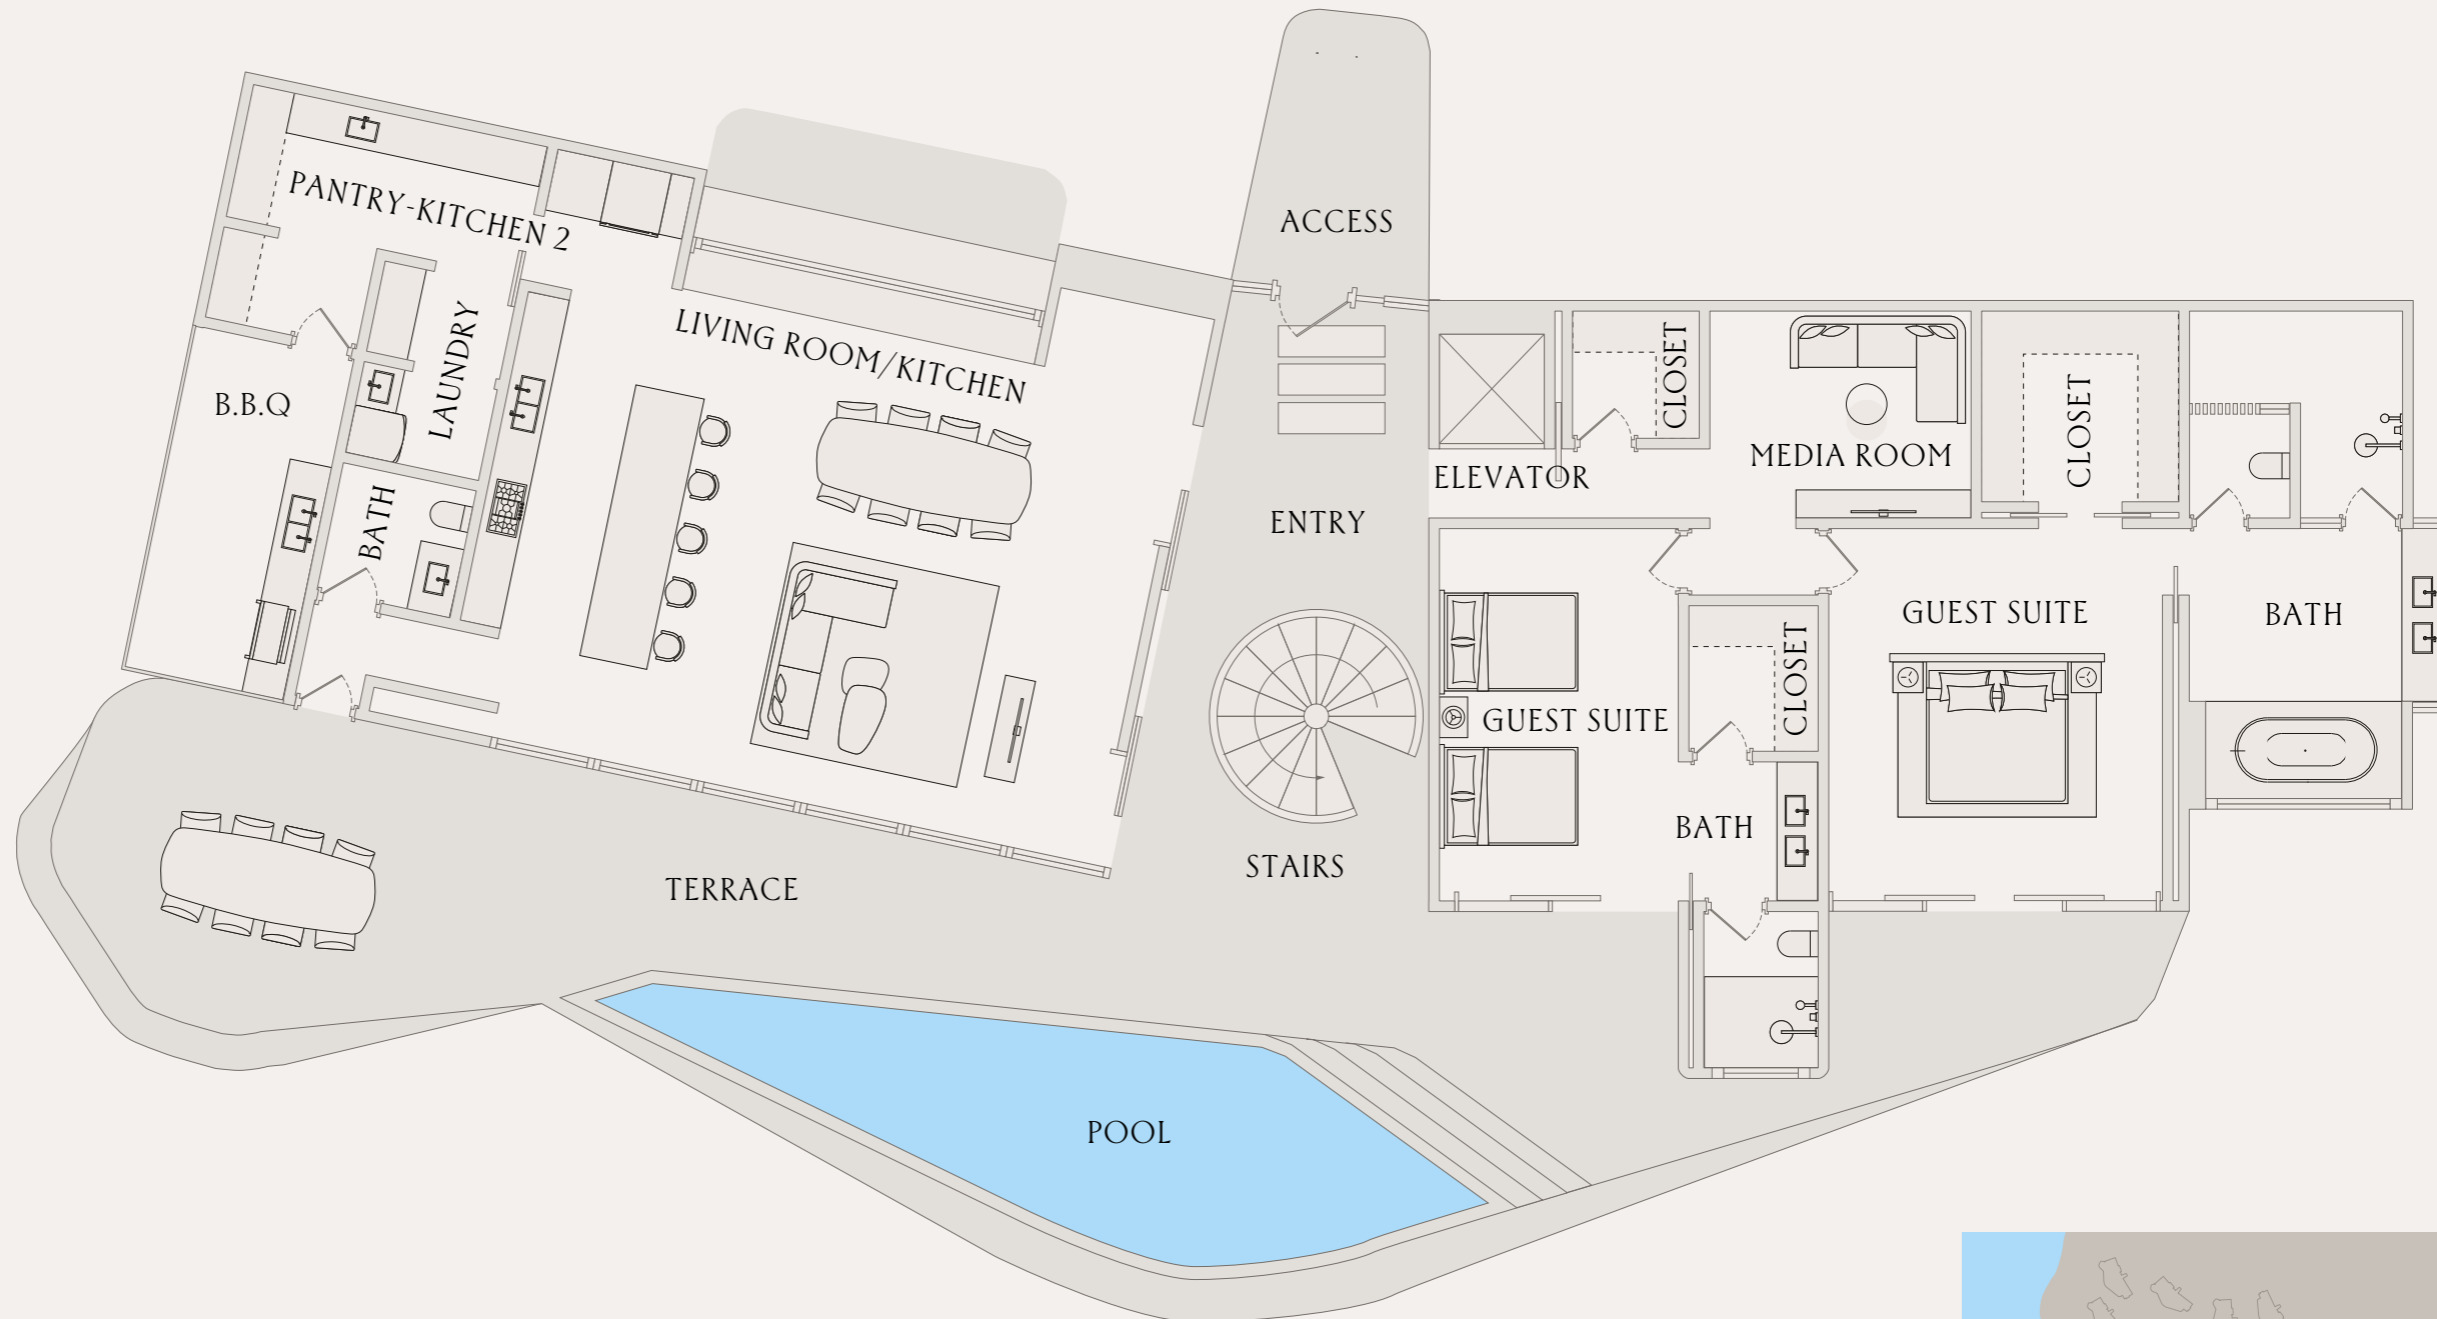 ACCESS
PANTRY-KITCHEN 2
LIVING ROOM/KITCHEN
LAUNDRY
B.B.Q
BATH
ENTRY
STAIRS
TERRACE
POOL
ELEVATOR
CLOSET
MEDIA ROOM
CLOSET
GUEST SUITE
CLOSET
BATH
GUEST SUITE
BATH